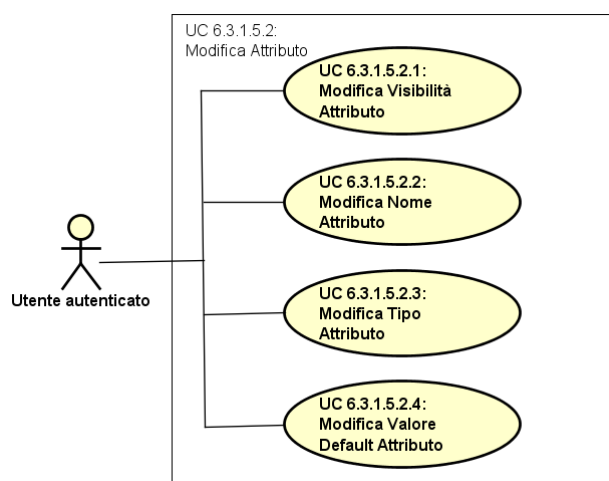 UC 6.3.1.5.2:
Modifica Attributo
UC 6.3.1.5.2.1:
Modifica Visibilità
Attributo
UC 6.3.1.5.2.2:
Modifica Nome
Attributo
Utente autenticato
UC 6.3.1.5.2.3:
Modifica Tipo
Attributo
UC 6.3.1.5.2.4:
Modifica Valore
Default Attributo